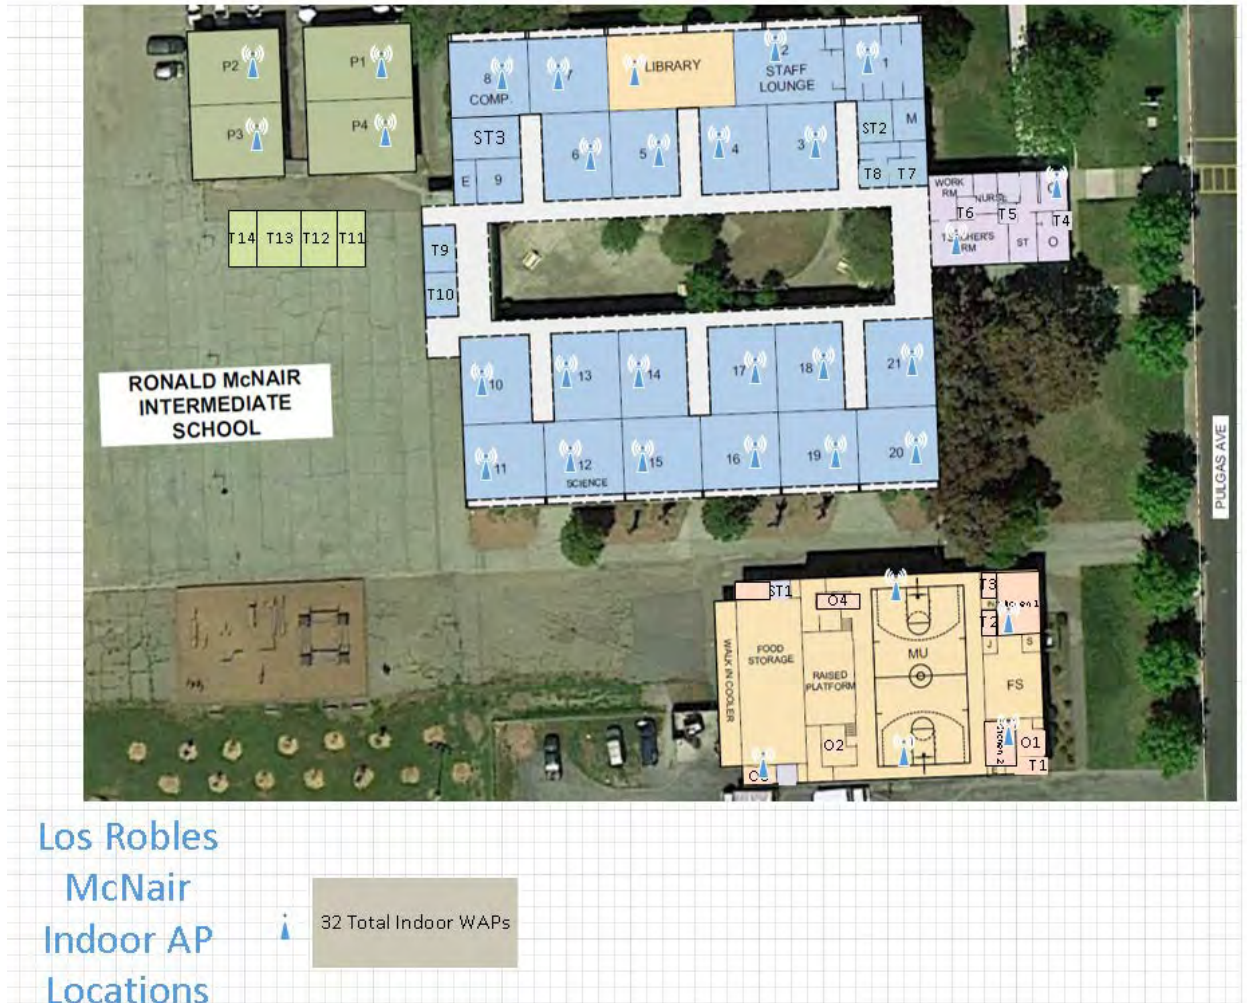 P2
P1
P3
P4
8
COMP.
7
LIBRARY
2
STAFF
LOUNGE
1
ST3
6
5
4
3
ST2
M
E
9
T8
T7
WORK
RM
NURSE
T6
T5
T4
RM
ST
O
T14
T13
T12
T11
T9
T10
RONALD McNAIR
INTERMEDIATE
SCHOOL
10
13
14
17
18
21
11
12
SCIENCE
15
16
19
20
PULGAS AVE
ST1
O4
T3
T2
J
S
WALK IN COOLER
FOOD
STORAGE
RAISED
PLATFORM
MU
FS
O2
O1
T1
Los Robles
McNair
Indoor AP
Locations
32 Total Indoor WAPs